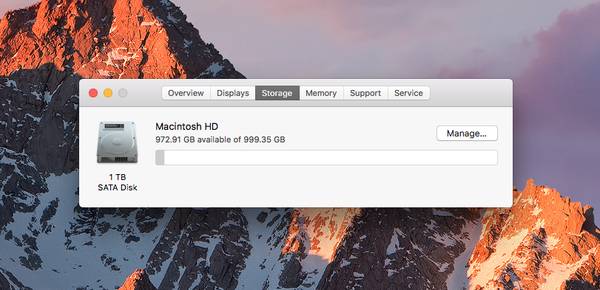 Overview Displays Storage Memory Support Service
Macintosh HD
972.91 GB available of 999.35 GB
Manage...
1 TB
SATA Disk